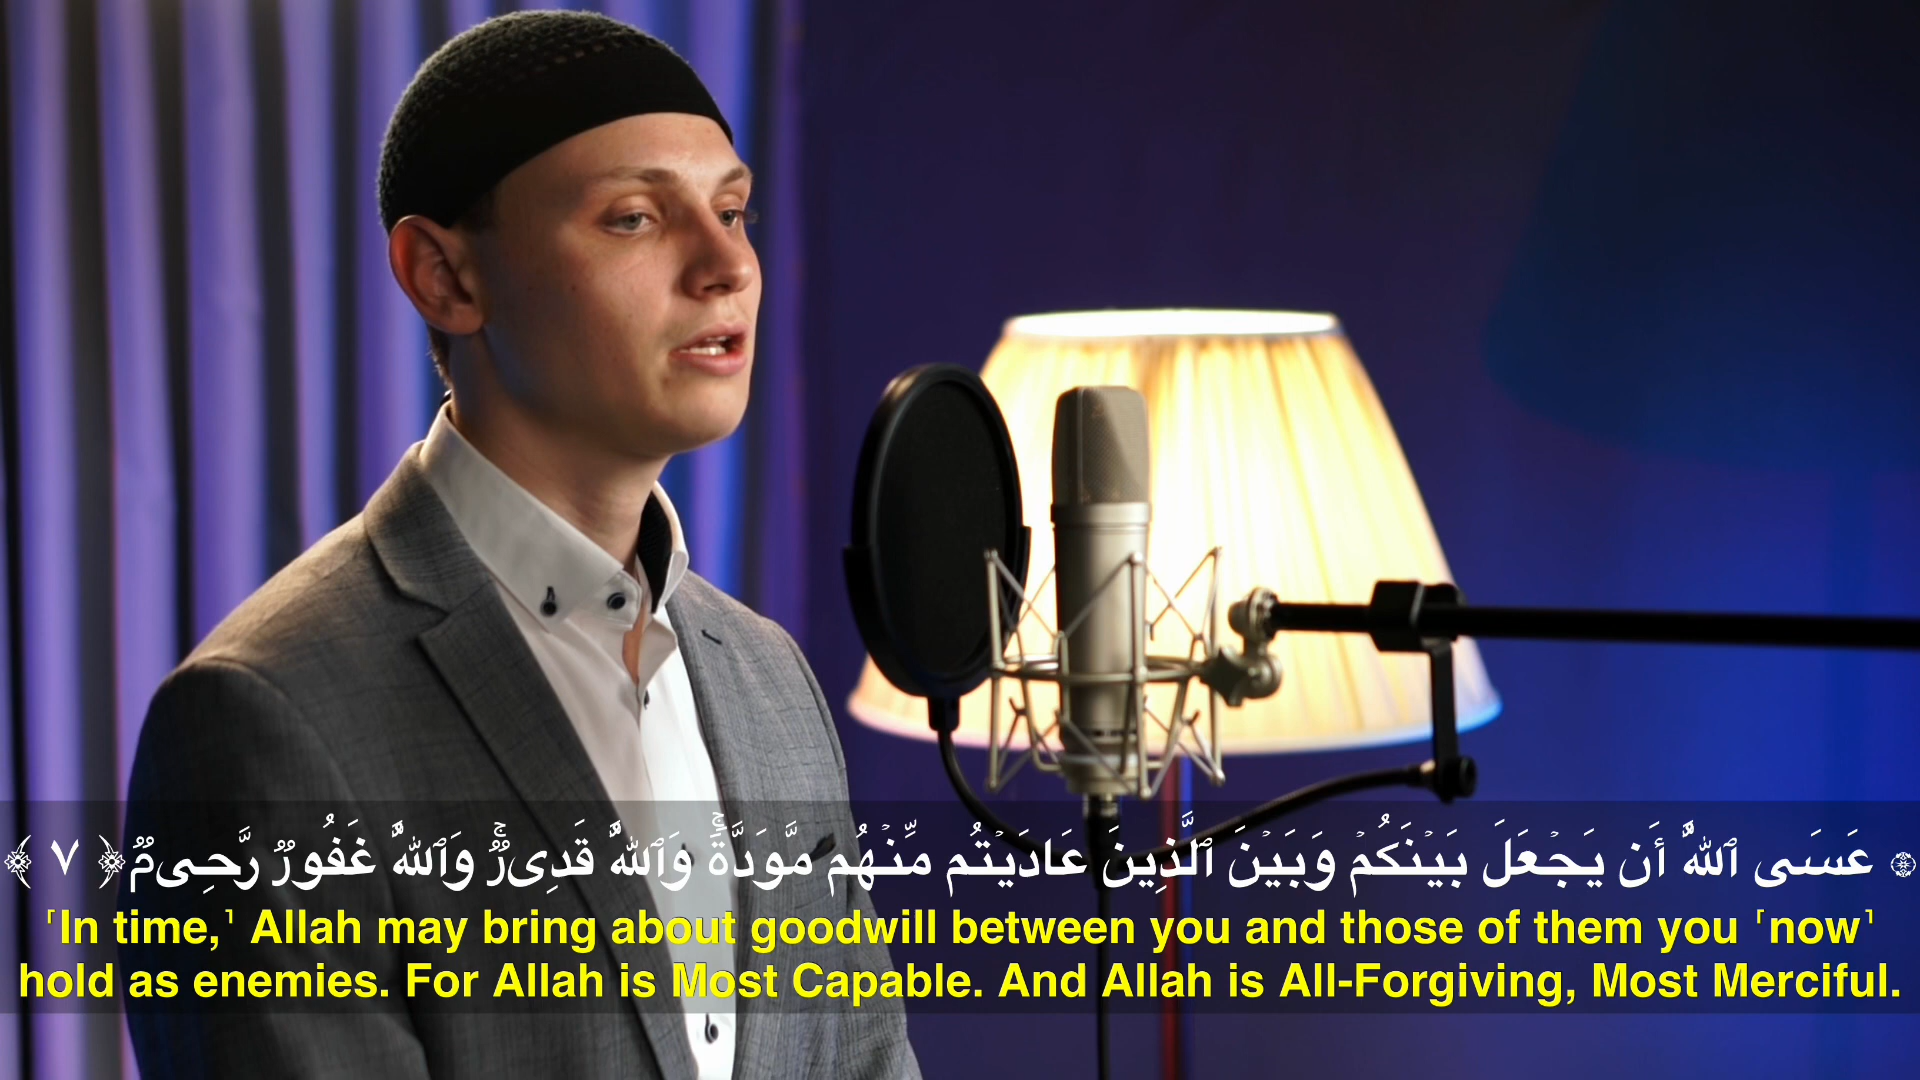 ۞ عَسَى ٱللَّهُ أَن يَجْعَلَ بَيْنَكُمْ وَبَيْنَ ٱلَّذِينَ عَادَيْتُم مِّنْهُم مَّوَدَّةًۚ وَٱللَّهُ قَدِيرٌۚ وَٱللَّهُ غَفُورٌ رَّحِيمٌ ﴿٧﴾
˹In time,˺ Allah may bring about goodwill between you and those of them you ˹now˺
hold as enemies. For Allah is Most Capable. And Allah is All-Forgiving, Most Merciful.